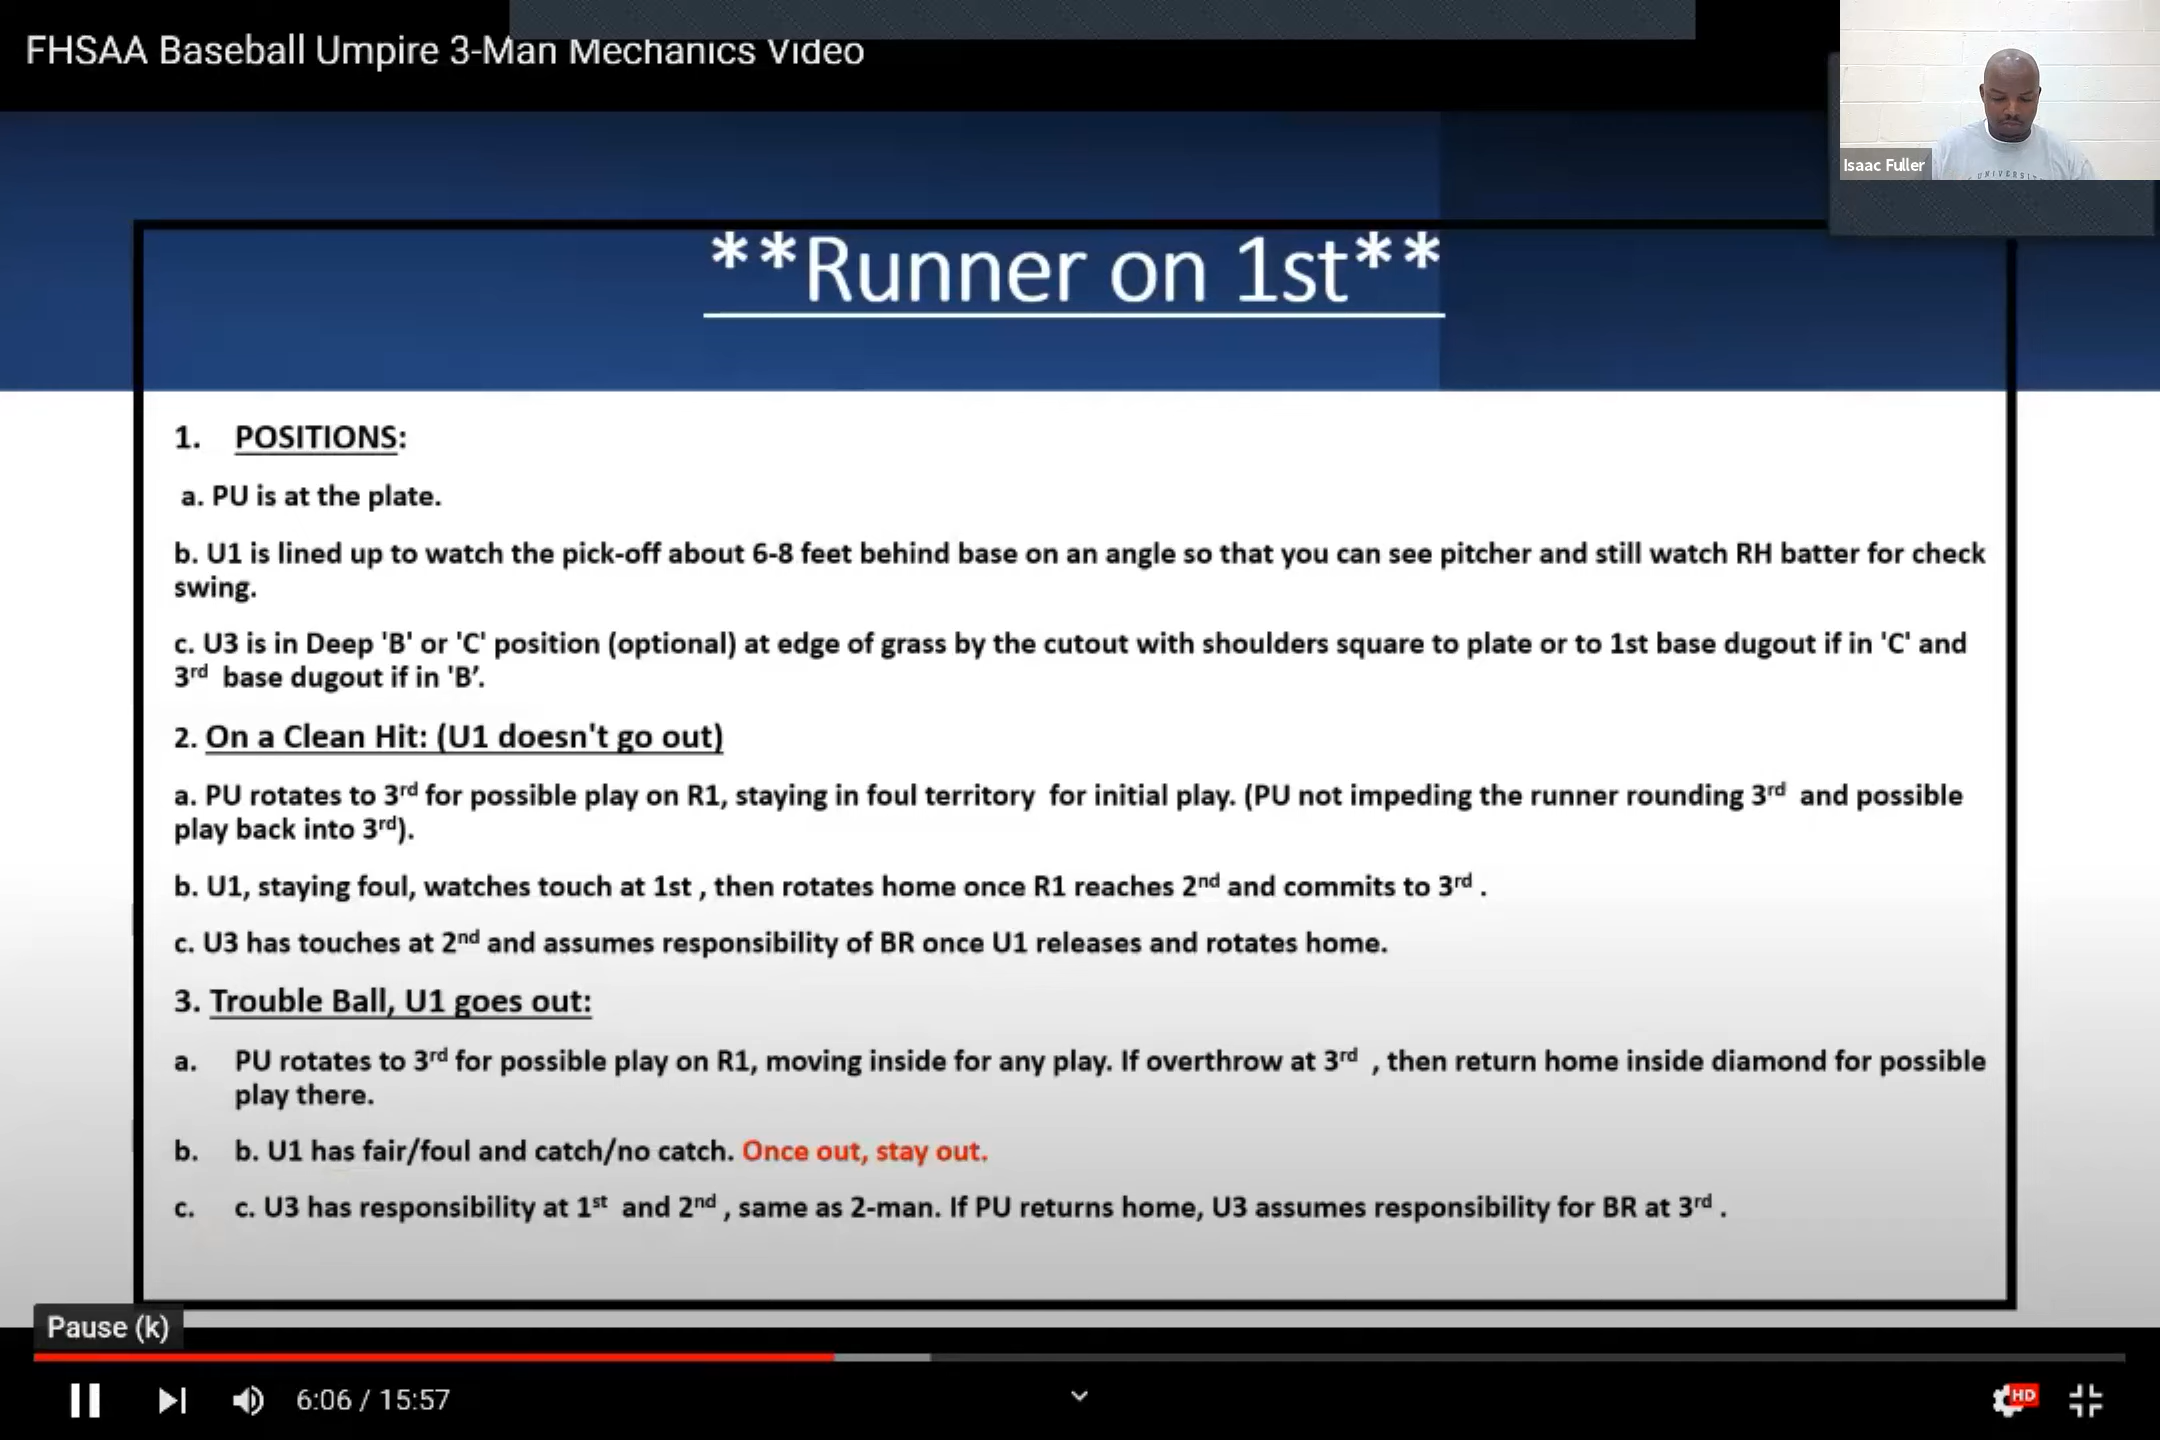 FHSAA Baseball Umpire 3-Man Mechanics Video
Isaac Fuller
UNIVERSI
**Runner on 1st**
1. POSITIONS:
a. PU is at the plate.
b. U1 is lined up to watch the pick-off about 6-8 feet behind base on an angle so that you can see pitcher and still watch RH batter for check
swing.
c. U3 is in Deep 'B' or 'C' position (optional) at edge of grass by the cutout with shoulders square to plate or to 1st base dugout if in 'C' and
3rd base dugout if in 'B’.
2. On a Clean Hit: (U1 doesn't go out)
a. PU rotates to 3rd for possible play on R1, staying in foul territory for initial play. (PU not impeding the runner rounding 3rd and possible
play back into 3rd).
b. U1, staying foul, watches touch at 1st , then rotates home once R1 reaches 2nd and commits to 3rd .
c. U3 has touches at 2nd and assumes responsibility of BR once U1 releases and rotates home.
3. Trouble Ball, U1 goes out:
a. PU rotates to 3rd for possible play on R1, moving inside for any play. If overthrow at 3rd , then return home inside diamond for possible
play there.
b. b. U1 has fair/foul and catch/no catch. Once out, stay out.
c. c. U3 has responsibility at 1st and 2nd , same as 2-man. If PU returns home, U3 assumes responsibility for BR at 3rd .
Pause (k)
6:06 / 15:57
HD